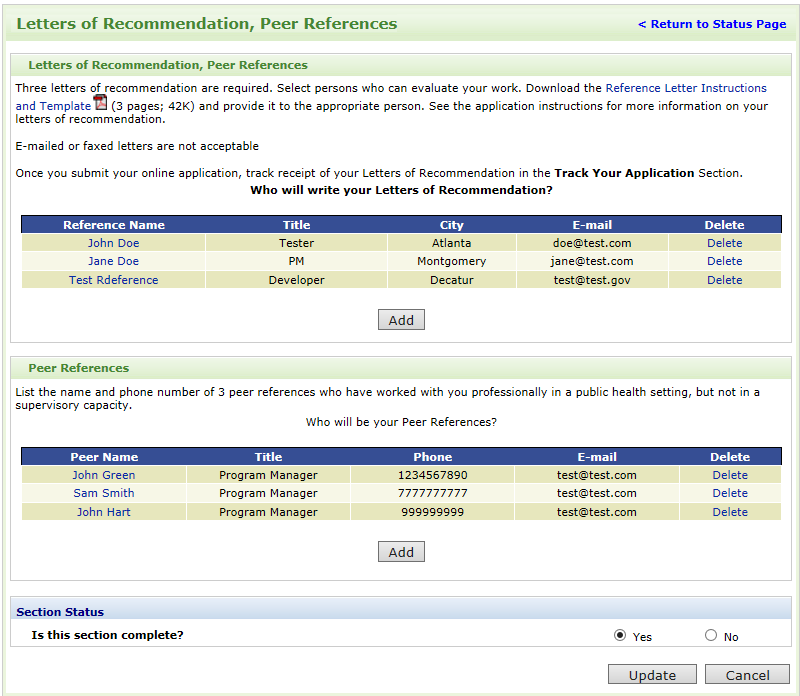 Letters of Recommendation, Peer References
< Return to Status Page
Letters of Recommendation, Peer References
Three letters of recommendation are required. Select persons who can evaluate your work. Download the Reference Letter Instructions
and Template (3 pages; 42K) and provide it to the appropriate person. See the application instructions for more information on your
letters of recommendation.
E-mailed or faxed letters are not acceptable
Once you submit your online application, track receipt of your Letters of Recommendation in the Track Your Application Section.
Who will write your Letters of Recommendation?
Reference Name Title City E-mail Delete
John Doe Tester Atlanta doe@test.com Delete
Jane Doe PM Montgomery jane@test.com Delete
Test Rdeference Developer Decatur test@test.gov Delete
Add
Peer References
List the name and phone number of 3 peer references who have worked with you professionally in a public health setting, but not in a
supervisory capacity.
Who will be your Peer References?
Peer Name Title Phone E-mail Delete
John Green Program Manager 1234567890 test@test.com Delete
Sam Smith Program Manager 7777777777 test@test.com Delete
John Hart Program Manager 999999999 test@test.com Delete
Add
Section Status
Is this section complete? Yes No
Update Cancel